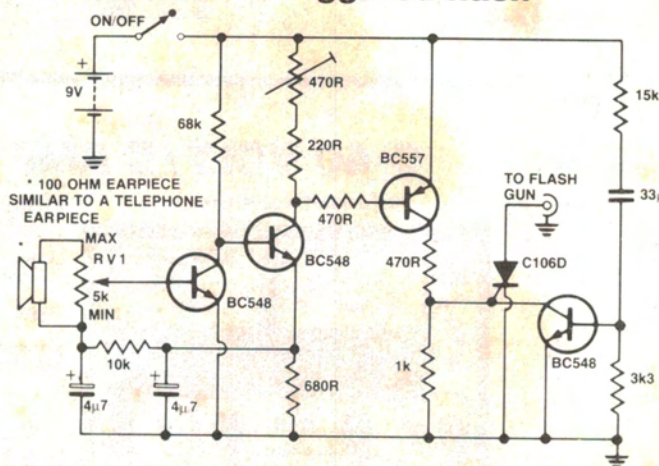 ON/OFF
+
9V
68k
470R
220R
BC557
15k
* 100 OHM EARPIECE
SIMILAR TO A TELEPHONE
EARPIECE
470R
TO FLASH
GUN
33µ
MAX
RV1
5k
MIN
BC548
BC548
470R
C106D
BC548
10k
1k
3k3
+
4µ7
+
4µ7
680R